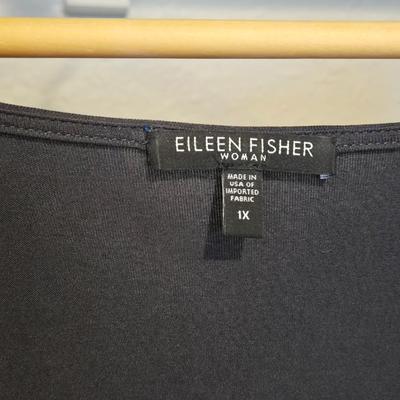 EILEEN FISHER
WOMAN
MADE IN
USA OF
IMPORTED
FABRIC
1X